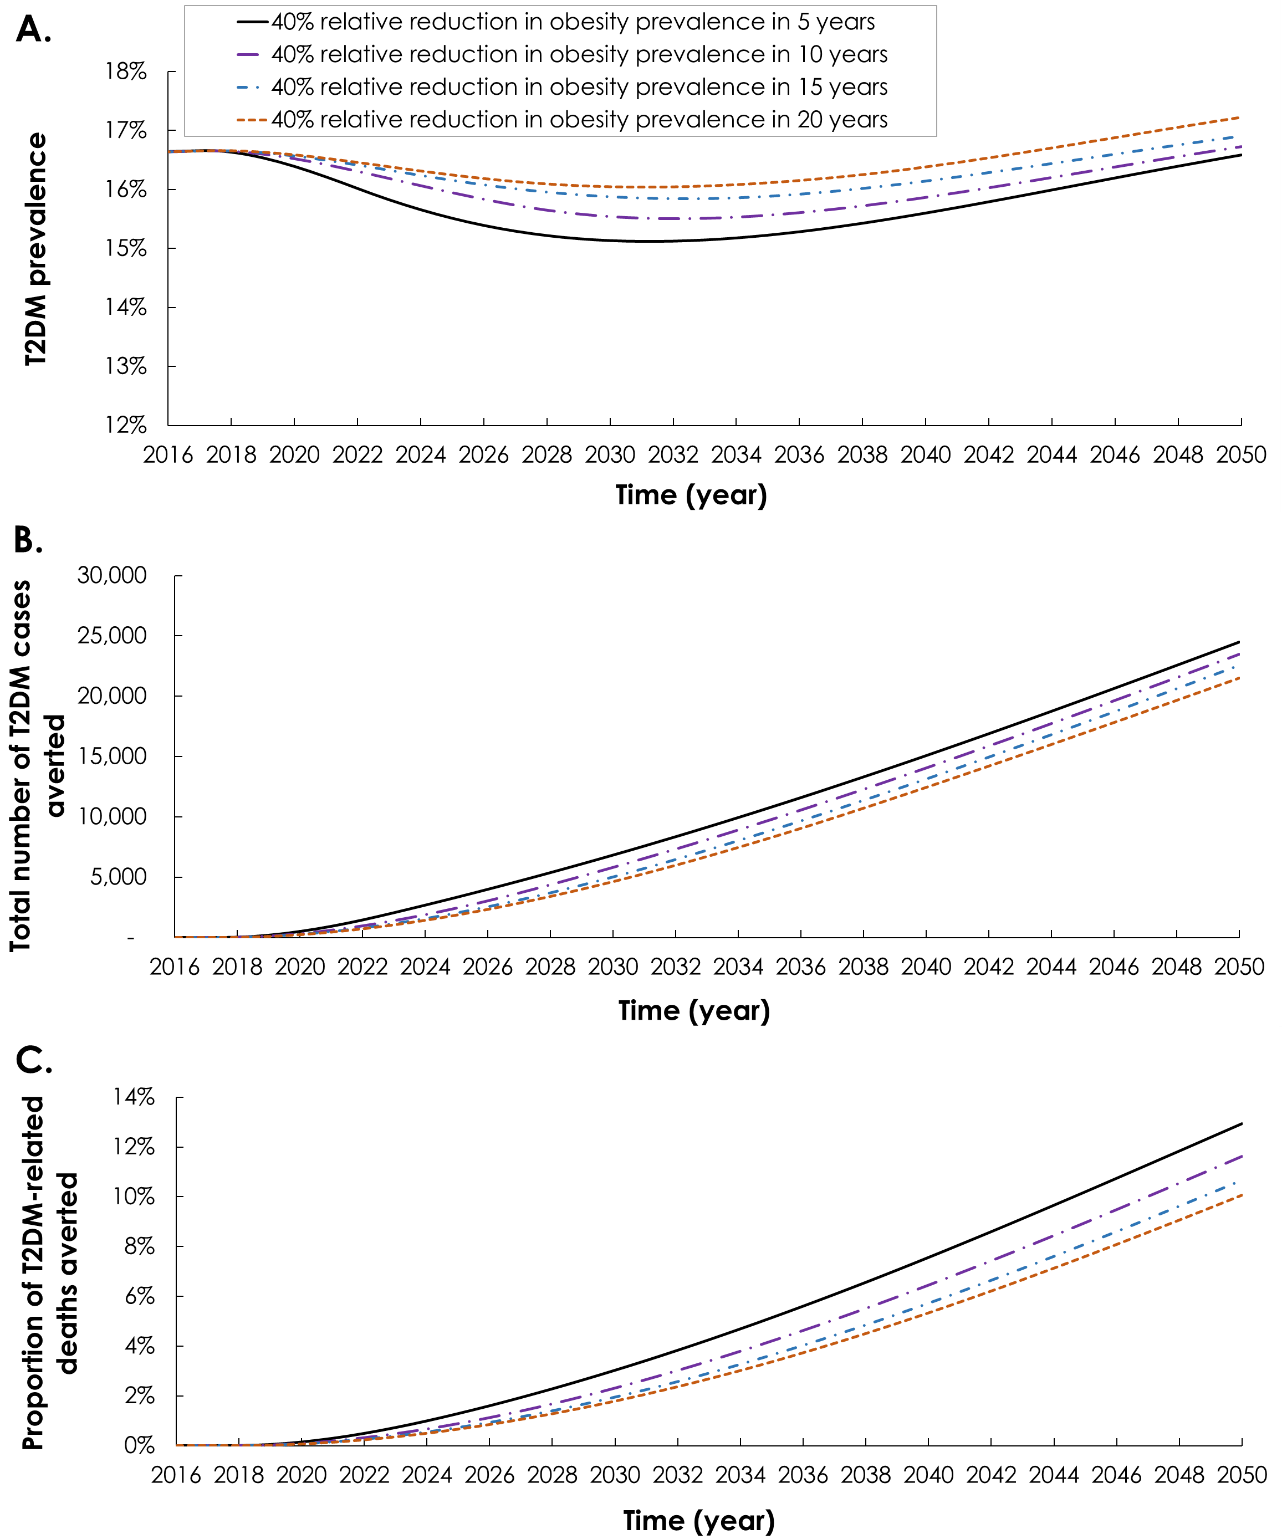 A.
40% relative reduction in obesity prevalence in 5 years
40% relative reduction in obesity prevalence in 10 years
40% relative reduction in obesity prevalence in 15 years
40% relative reduction in obesity prevalence in 20 years
T2DM prevalence
18%
17%
16%
15%
14%
13%
12%
2016 2018 2020 2022 2024 2026 2028 2030 2032 2034 2036 2038 2040 2042 2044 2046 2048 2050
Time (year)
B.
Total number of T2DM cases
averted
30,000
25,000
20,000
15,000
10,000
5,000
-
2016 2018 2020 2022 2024 2026 2028 2030 2032 2034 2036 2038 2040 2042 2044 2046 2048 2050
Time (year)
C.
Proportion of T2DM-related
deaths averted
14%
12%
10%
8%
6%
4%
2%
0%
2016 2018 2020 2022 2024 2026 2028 2030 2032 2034 2036 2038 2040 2042 2044 2046 2048 2050
Time (year)